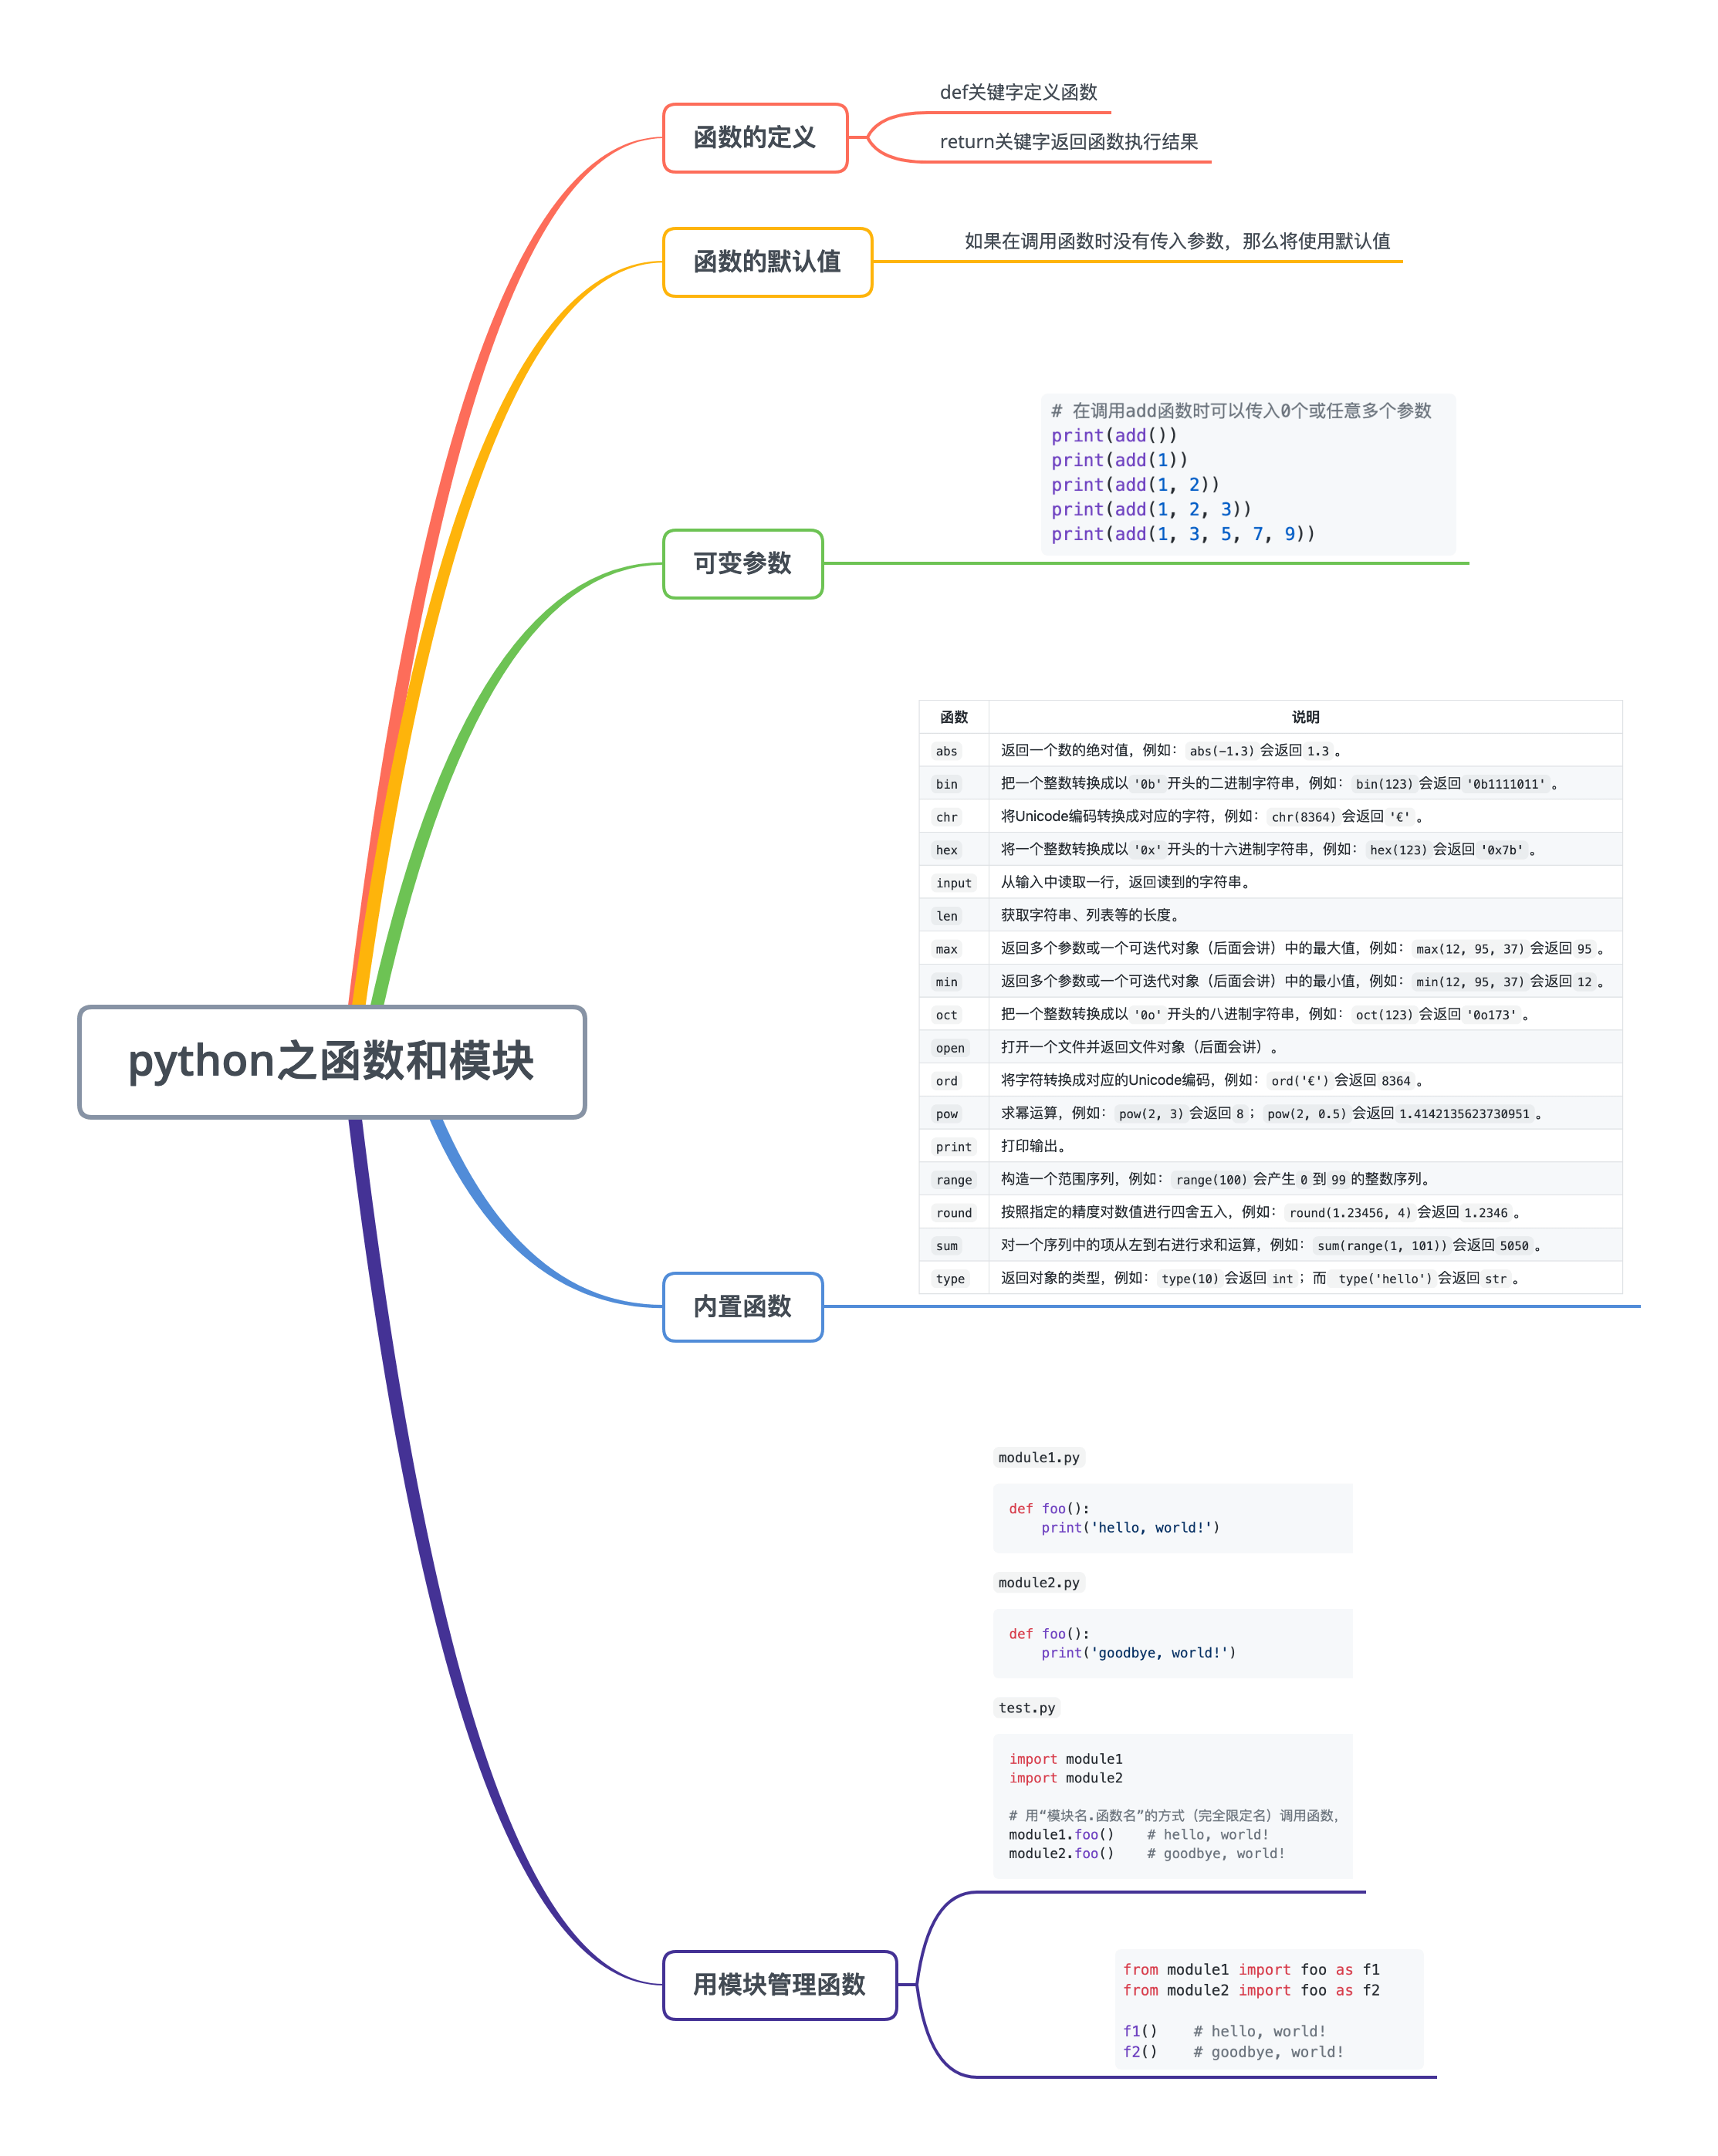 python之函数和模块
函数的定义
def关键字定义函数
return关键字返回函数执行结果
函数的默认值
如果在调用函数时没有传入参数，那么将使用默认值
可变参数
# 在调用add函数时可以传入0个或任意多个参数
print(add())
print(add(1))
print(add(1, 2))
print(add(1, 2, 3))
print(add(1, 3, 5, 7, 9))
内置函数
函数 说明
abs 返回一个数的绝对值，例如：abs(-1.3)会返回1.3。
bin 把一个整数转换成以'0b'开头的二进制字符串，例如：bin(123)会返回'0b1111011'。
chr 将Unicode编码转换成对应的字符，例如：chr(8364)会返回'€'。
hex 将一个整数转换成以'0x'开头的十六进制字符串，例如：hex(123)会返回'0x7b'。
input 从输入中读取一行，返回读到的字符串。
len 获取字符串、列表等的长度。
max 返回多个参数或一个可迭代对象（后面会讲）中的最大值，例如：max(12, 95, 37)会返回95。
min 返回多个参数或一个可迭代对象（后面会讲）中的最小值，例如：min(12, 95, 37)会返回12。
oct 把一个整数转换成以'0o'开头的八进制字符串，例如：oct(123)会返回'0o173'。
open 打开一个文件并返回文件对象（后面会讲）。
ord 将字符转换成对应的Unicode编码，例如：ord('€')会返回8364。
pow 求幂运算，例如：pow(2, 3)会返回8；pow(2, 0.5)会返回1.4142135623730951。
print 打印输出。
range 构造一个范围序列，例如：range(100)会产生0到99的整数序列。
round 按照指定的精度对数值进行四舍五入，例如：round(1.23456, 4)会返回1.2346。
sum 对一个序列中的项从左到右进行求和运算，例如：sum(range(1, 101))会返回5050。
type 返回对象的类型，例如：type(10)会返回int；而 type('hello')会返回str。
用模块管理函数
module1.py
def foo():
    print('hello, world!')
module2.py
def foo():
    print('goodbye, world!')
test.py
import module1
import module2
# 用“模块名.函数名”的方式（完全限定名）调用函数，
module1.foo()    # hello, world!
module2.foo()    # goodbye, world!
from module1 import foo as f1
from module2 import foo as f2
f1()    # hello, world!
f2()    # goodbye, world!